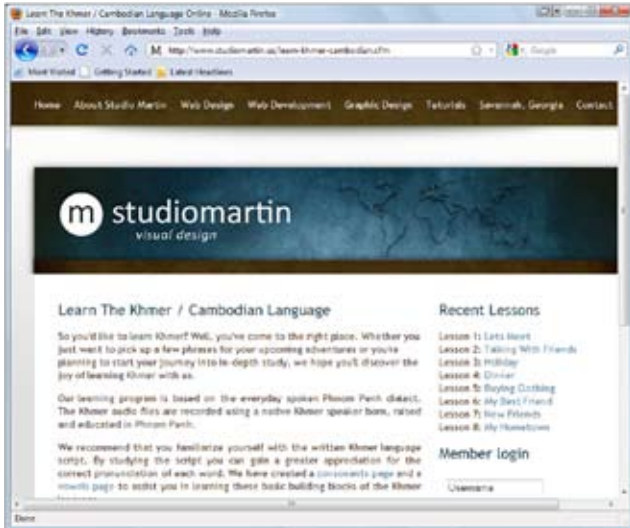 Learn The Khmer / Cambodian Language Online - Mozilla Firefox
File Edit View History Bookmarks Tools Help
http://www.studiomartin.us/learn-khmer-cambodian.cfm
Google
Most Visited Getting Started Latest Headlines
Home About Studio Martin Web Design Web Development Graphic Design Tutorials Savannah, Georgia Contact
m studiomartin
visual design
Learn The Khmer / Cambodian Language
So you'd like to learn Khmer? Well, you've come to the right place. Whether you
just want to pick up a few phrases for your upcoming adventures or you're
planning to start your journey into in-depth study, we hope you'll discover the
joy of learning Khmer with us.
Our learning program is based on the everyday spoken Phnom Penh dialect.
The Khmer audio files are recorded using a native Khmer speaker born, raised
and educated in Phnom Penh.
We recommend that you familiarize yourself with the written Khmer language
script. By studying the script you can gain a greater appreciation for the
correct pronunciation of each word. We have created a consonants page and a
vowels page to assist you in learning these basic building blocks of the Khmer
Recent Lessons
Lesson 1: Lets Meet
Lesson 2: Talking With Friends
Lesson 3: Holiday
Lesson 4: Dinner
Lesson 5: Buying Clothing
Lesson 6: My Best Friend
Lesson 7: New Friends
Lesson 8: My Hometown
Member login
Username
Done